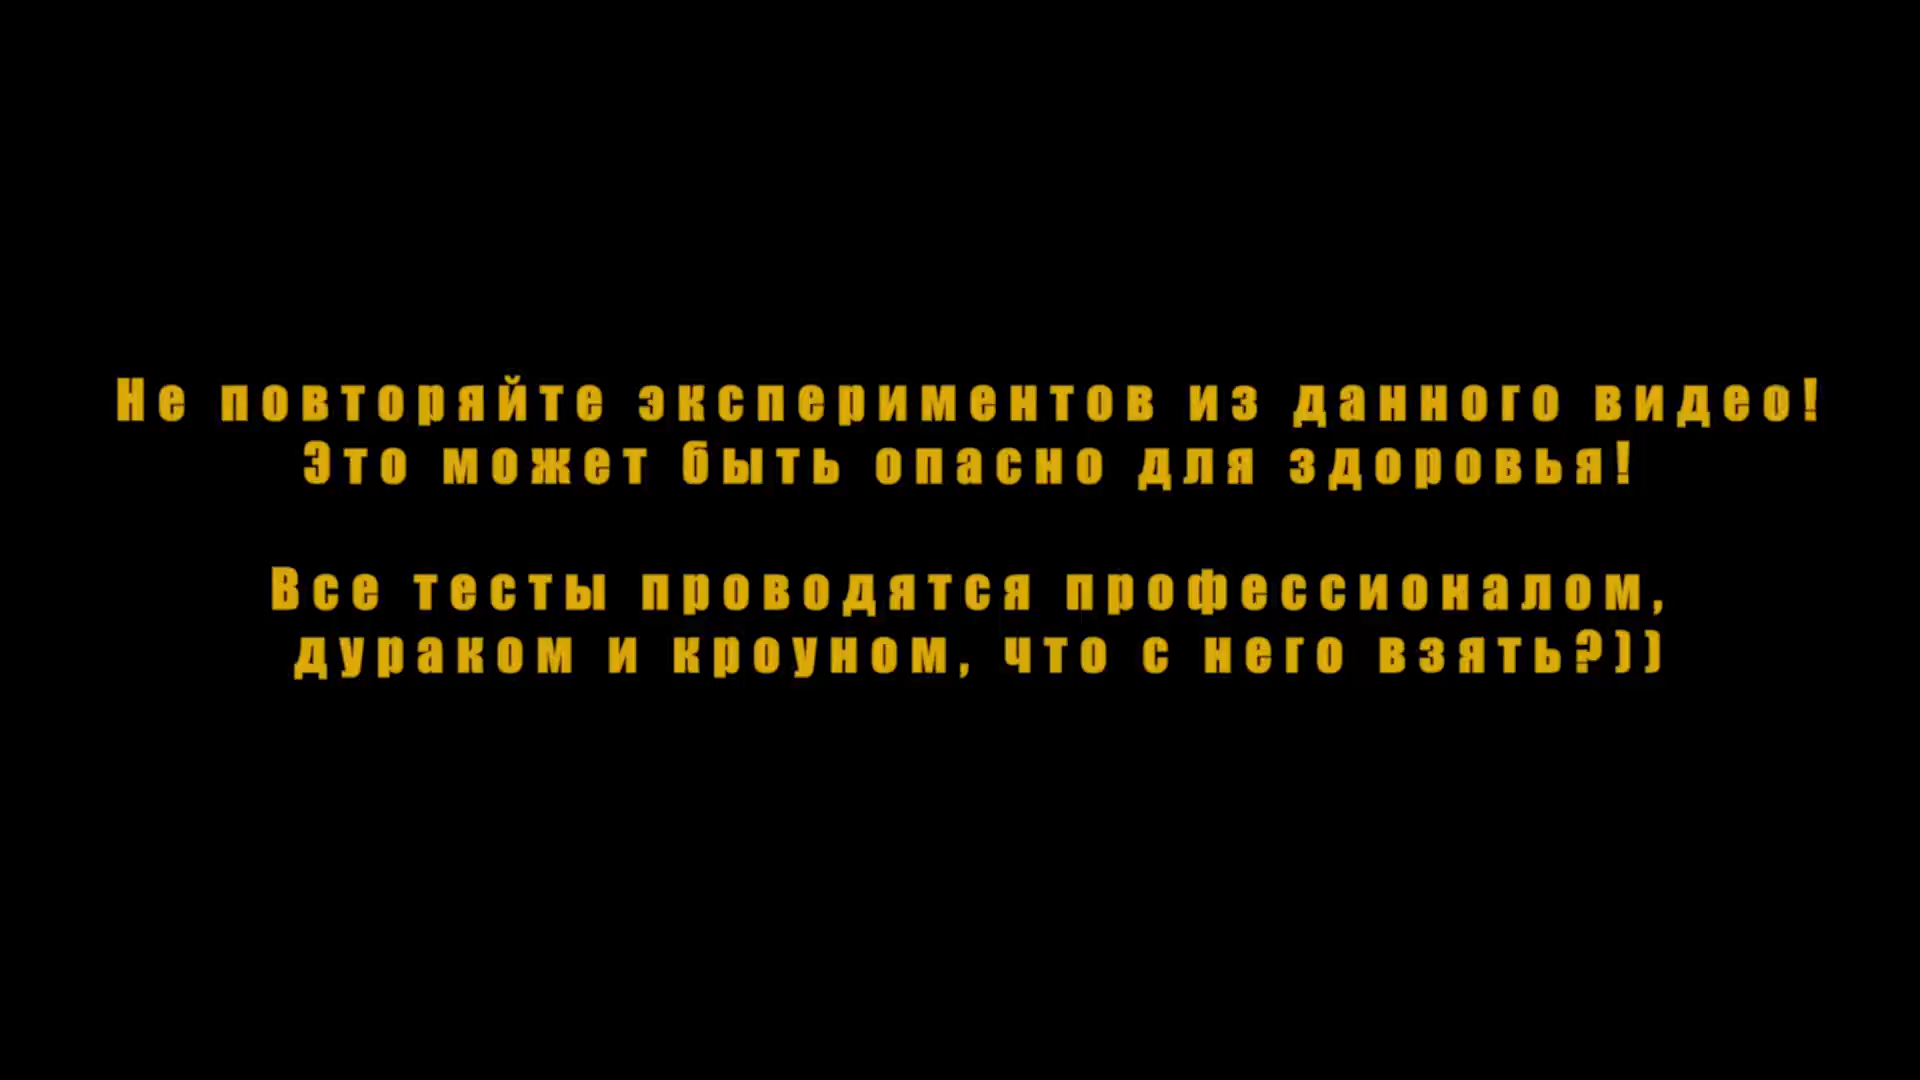 Не повторяйте экспериментов из данного видео!
Это может быть опасно для здоровья!
Все тесты проводятся профессионалом,
дураком и кроуном, что с него взять?))